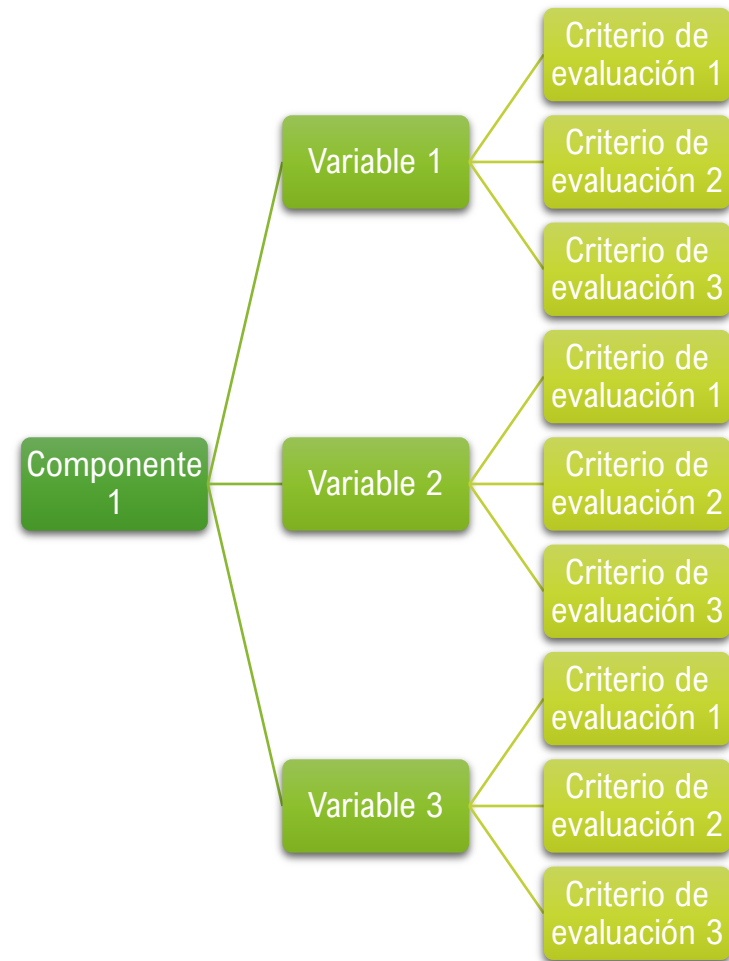 Criterio de
evaluación 1
Variable 1
Criterio de
evaluación 2
Criterio de
evaluación 3
Criterio de
evaluación 1
Componente
1
Variable 2
Criterio de
evaluación 2
Criterio de
evaluación 3
Criterio de
evaluación 1
Variable 3
Criterio de
evaluación 2
Criterio de
evaluación 3